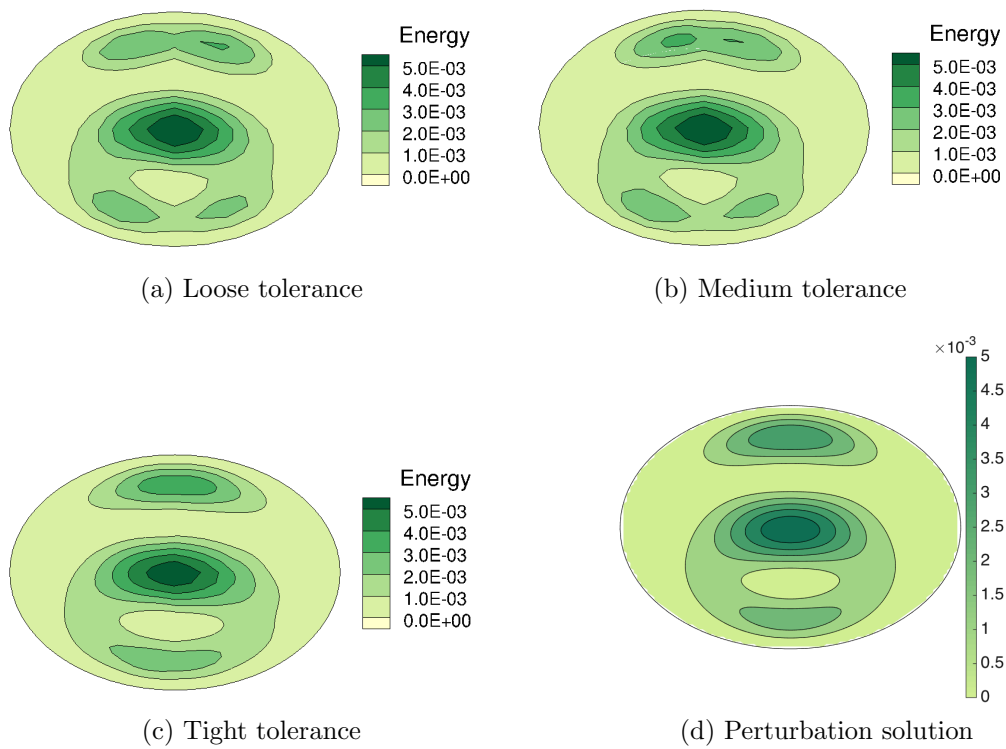 Energy
5.0E-03
4.0E-03
3.0E-03
2.0E-03
1.0E-03
0.0E+00
(a) Loose tolerance
Energy
5.0E-03
4.0E-03
3.0E-03
2.0E-03
1.0E-03
0.0E+00
(b) Medium tolerance
Energy
5.0E-03
4.0E-03
3.0E-03
2.0E-03
1.0E-03
0.0E+00
(c) Tight tolerance
×10⁻³
5
4.5
4
3.5
3
2.5
2
1.5
1
0.5
0
(d) Perturbation solution